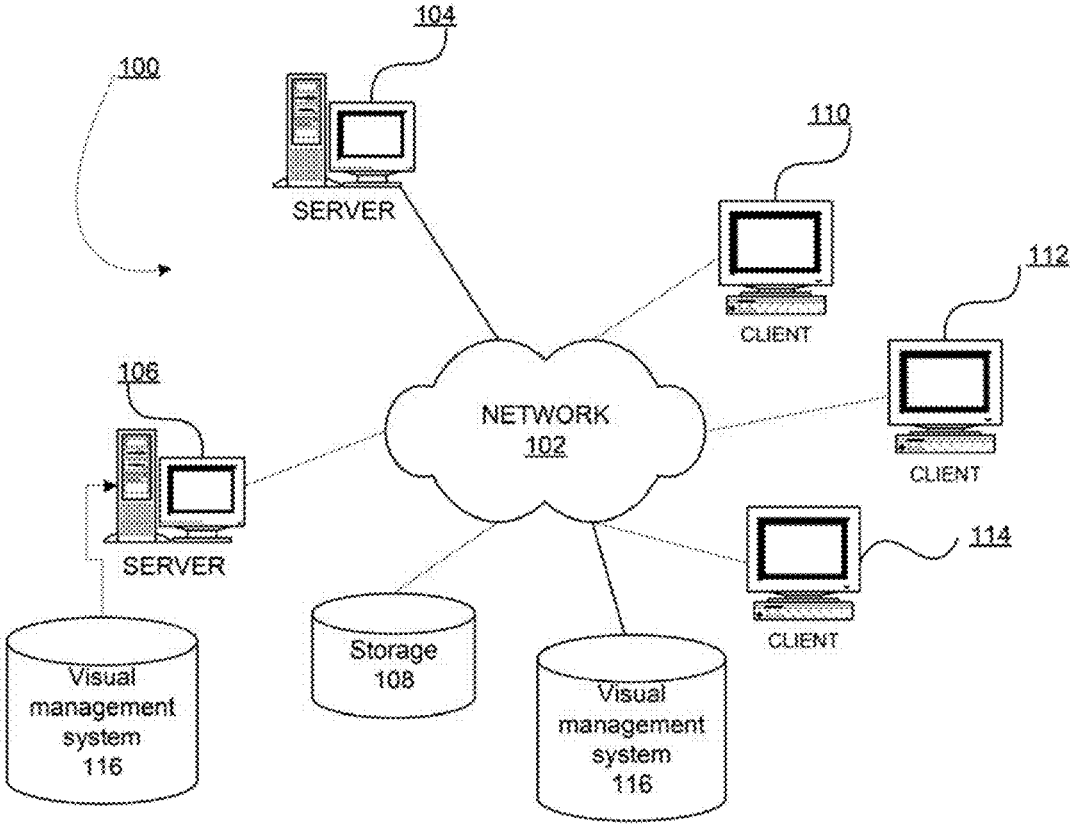 104
100
SERVER
110
CLIENT
112
CLIENT
106
SERVER
NETWORK
102
114
CLIENT
Storage
108
Visual
management
system
116
Visual
management
system
116